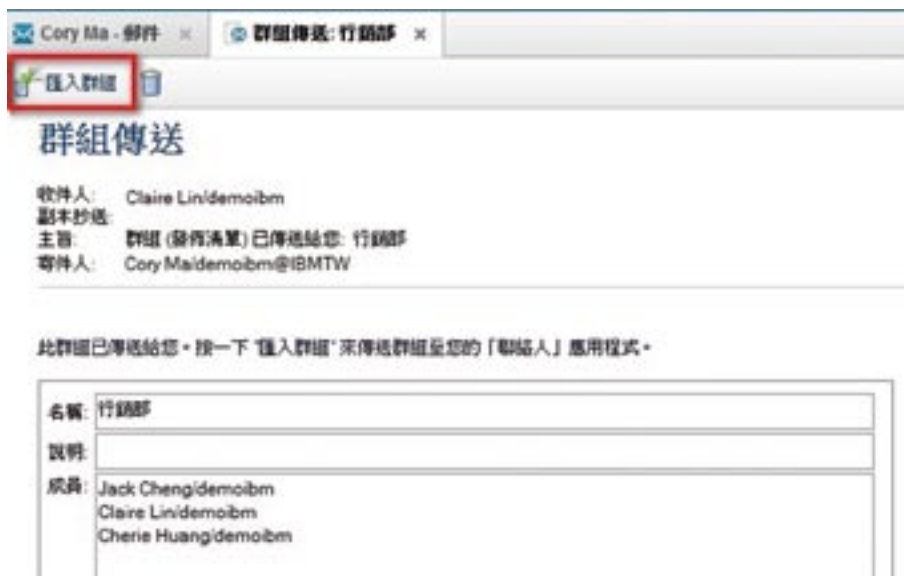 Cory Ma - 郵件 ×
群組傳送: 行銷部 ×
匯入群組
群組傳送
收件人: Claire Lin/demoibm
副本抄送:
主旨: 群組 (發佈清單) 已傳送給您: 行銷部
寄件人: Cory Ma/demoibm@IBMTW
此群組已傳送給您。按一下 "匯入群組" 來傳送群組至您的「聯絡人」應用程式。
名稱: 行銷部
說明:
成員: Jack Cheng/demoibm
Claire Lin/demoibm
Cherie Huang/demoibm